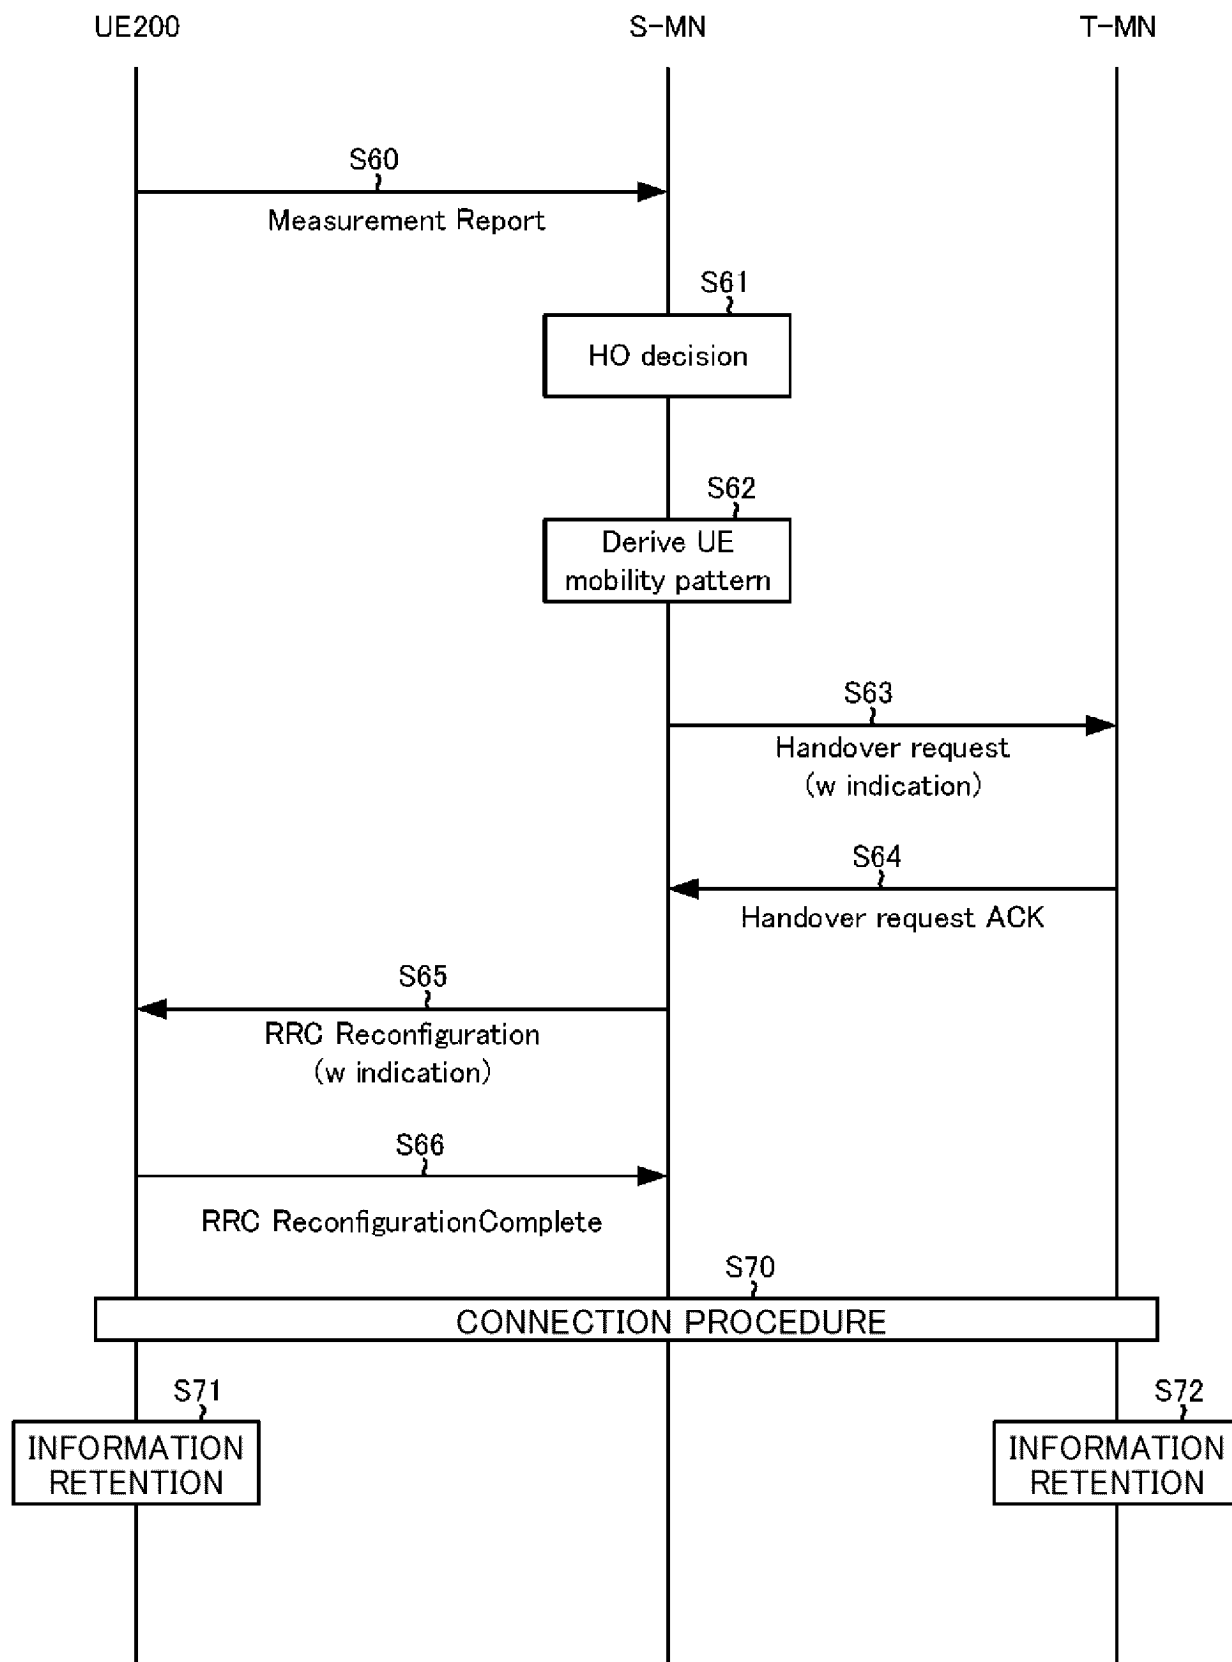 UE200
S-MN
T-MN
S60
Measurement Report
S61
HO decision
S62
Derive UE
mobility pattern
S63
Handover request
(w indication)
S64
Handover request ACK
S65
RRC Reconfiguration
(w indication)
S66
RRC ReconfigurationComplete
S70
CONNECTION PROCEDURE
S71
INFORMATION
RETENTION
S72
INFORMATION
RETENTION